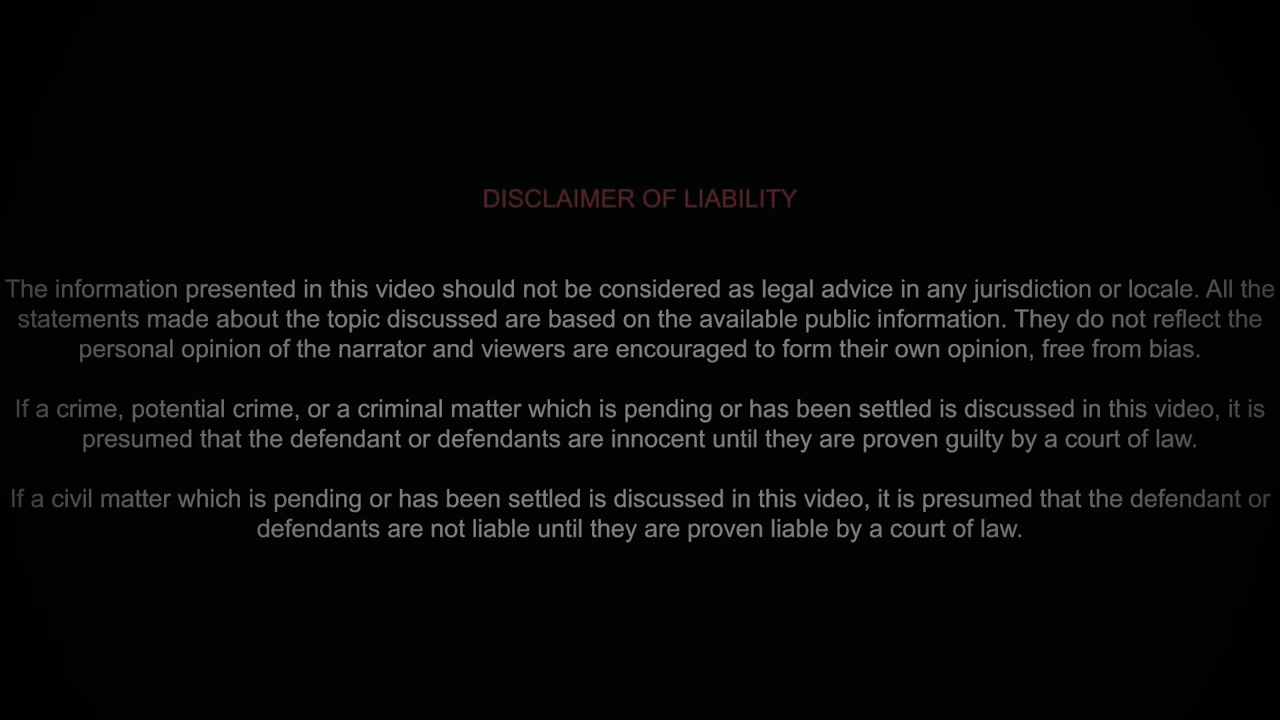 DISCLAIMER OF LIABILITY
The information presented in this video should not be considered as legal advice in any jurisdiction or locale. All the
statements made about the topic discussed are based on the available public information. They do not reflect the
personal opinion of the narrator and viewers are encouraged to form their own opinion, free from bias.
If a crime, potential crime, or a criminal matter which is pending or has been settled is discussed in this video, it is
presumed that the defendant or defendants are innocent until they are proven guilty by a court of law.
If a civil matter which is pending or has been settled is discussed in this video, it is presumed that the defendant or
defendants are not liable until they are proven liable by a court of law.